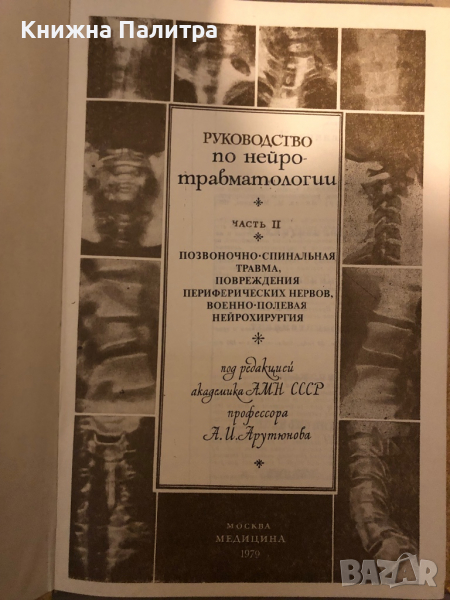 Книжна Палитра
РУКОВОДСТВО
по нейро-
травматологии
ЧАСТЬ II
ПОЗВОНОЧНО-СПИНАЛЬНАЯ
ТРАВМА,
ПОВРЕЖДЕНИЯ
ПЕРИФЕРИЧЕСКИХ НЕРВОВ,
ВОЕННО-ПОЛЕВАЯ
НЕЙРОХИРУРГИЯ
под редакцией
академика АМН СССР
профессора
А.И.Арутюнова
МОСКВА
МЕДИЦИНА
1979
BAZAR